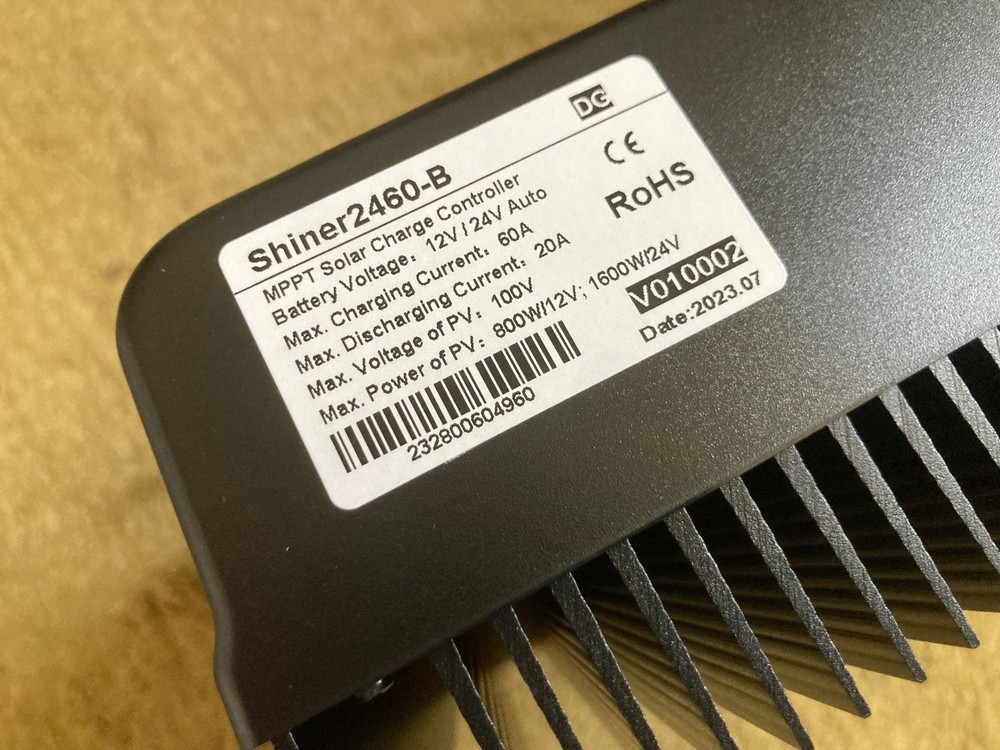 DG
Shiner2460-B
MPPT Solar Charge Controller
Battery Voltage: 12V / 24V Auto
Max. Charging Current: 60A
Max. Discharging Current: 20A
Max. Voltage of PV: 100V
Max. Power of PV: 800W/12V; 1600W/24V
232800604960
CE
RoHS
V010002
Date:2023.07